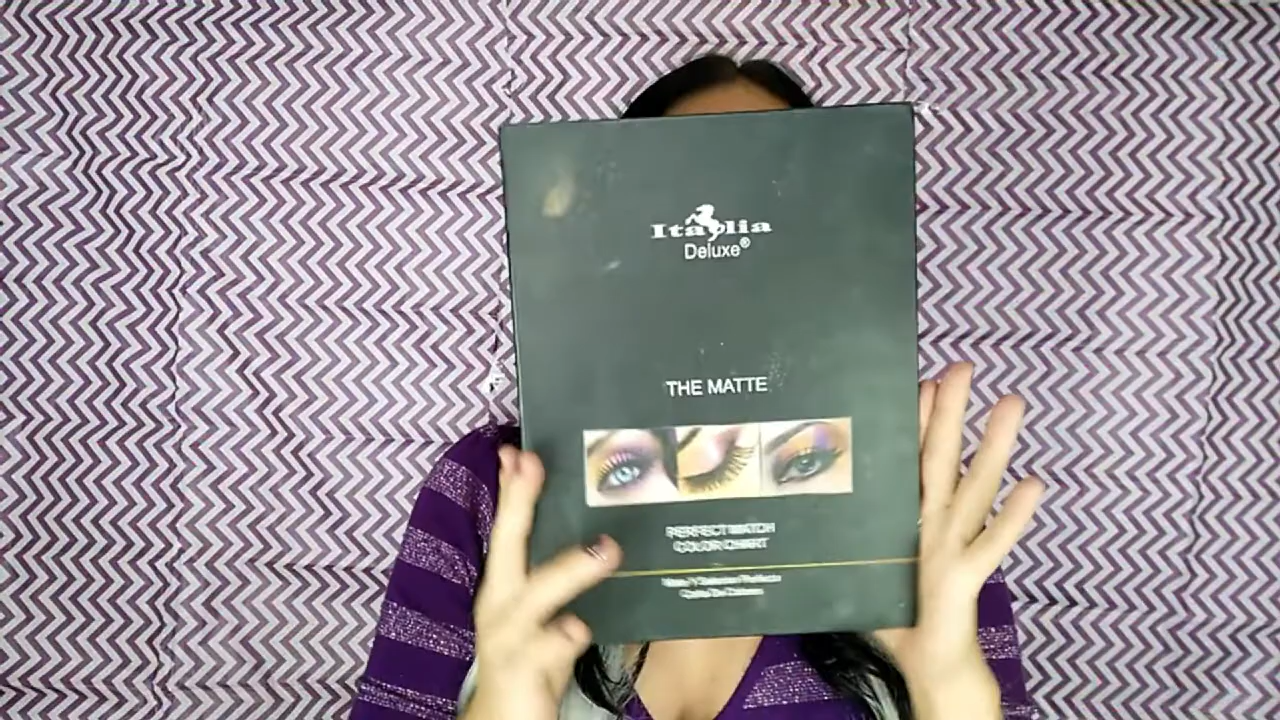 Italia
Deluxe®
THE MATTE
PERFECT MATCH
COLOR CHART